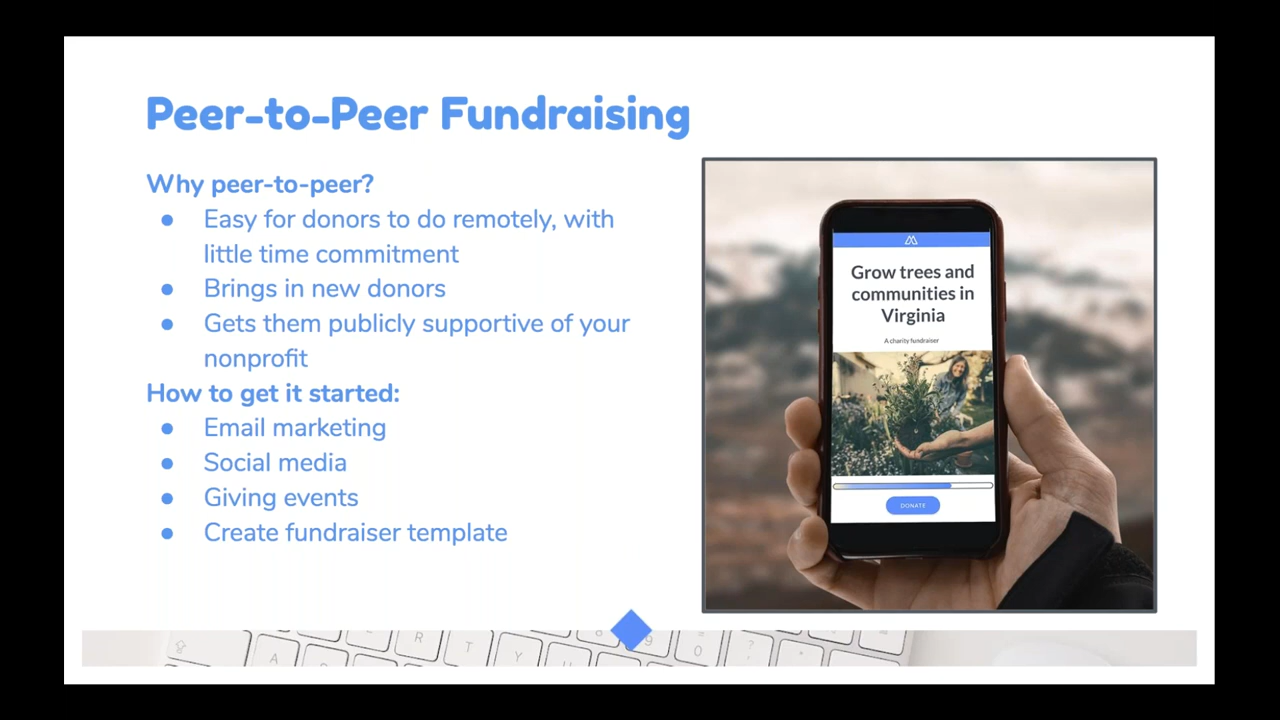 Peer-to-Peer Fundraising
Why peer-to-peer?
● Easy for donors to do remotely, with
little time commitment
● Brings in new donors
● Gets them publicly supportive of your
nonprofit
How to get it started:
● Email marketing
● Social media
● Giving events
● Create fundraiser template
Grow trees and
communities in
Virginia
A charity fundraiser
DONATE
R T Y U 9 0
A